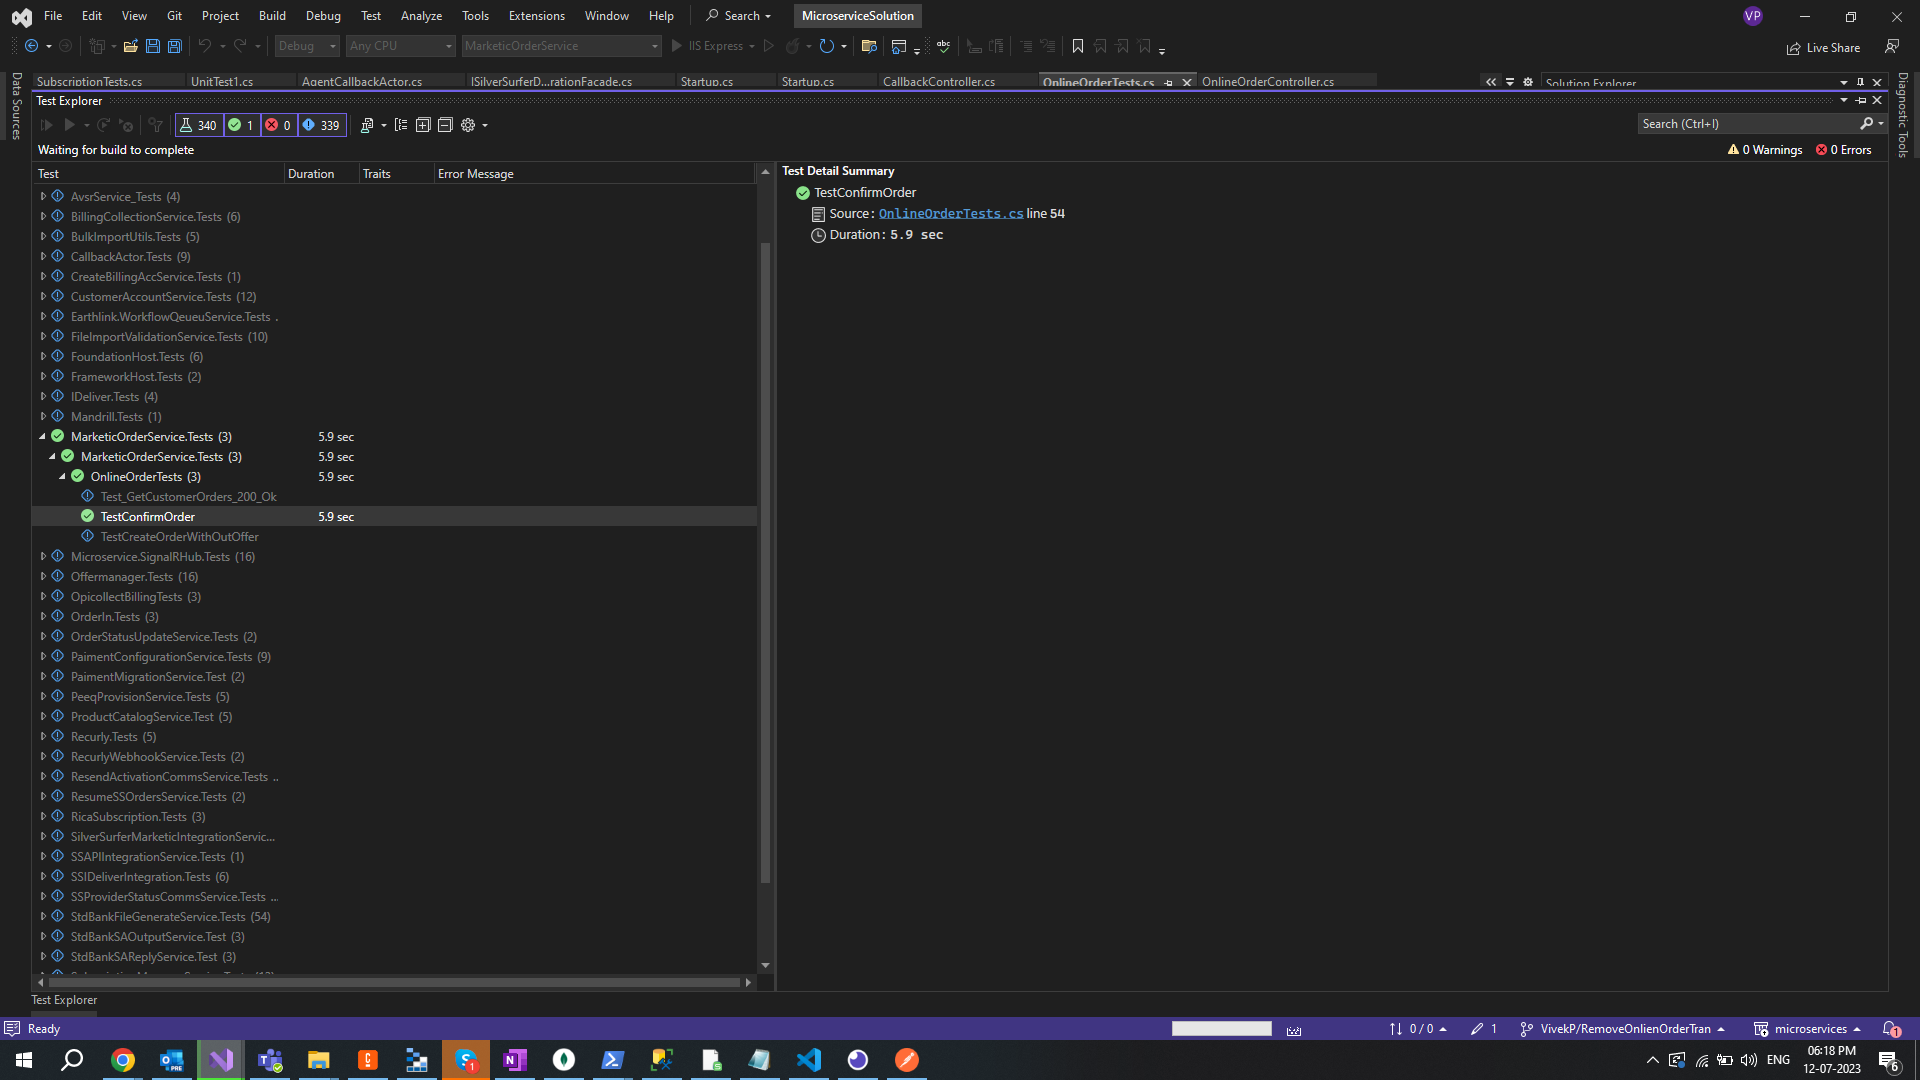 File Edit View Git Project Build Debug Test Analyze Tools Extensions Window Help Search MicroserviceSolution VP
Debug Any CPU MarketicOrderService IIS Express Live Share
SubscriptionTests.cs UnitTest1.cs AgentCallbackActor.cs ISilverSurferD...rationFacade.cs Startup.cs Startup.cs CallbackController.cs OnlineOrderTests.cs OnlineOrderController.cs Solution Explorer
Data Sources
Diagnostic Tools
Test Explorer
340 1 0 339 Search (Ctrl+I)
Waiting for build to complete 0 Warnings 0 Errors
Test Duration Traits Error Message
AvsrService_Tests (4)
BillingCollectionService.Tests (6)
BulkImportUtils.Tests (5)
CallbackActor.Tests (9)
CreateBillingAccService.Tests (1)
CustomerAccountService.Tests (12)
Earthlink.WorkflowQeueuService.Tests .
FileImportValidationService.Tests (10)
FoundationHost.Tests (6)
FrameworkHost.Tests (2)
IDeliver.Tests (4)
Mandrill.Tests (1)
MarketicOrderService.Tests (3) 5.9 sec
MarketicOrderService.Tests (3) 5.9 sec
OnlineOrderTests (3) 5.9 sec
Test_GetCustomerOrders_200_Ok
TestConfirmOrder 5.9 sec
TestCreateOrderWithOutOffer
Microservice.SignalRHub.Tests (16)
Offermanager.Tests (16)
OpicollectBillingTests (3)
OrderIn.Tests (3)
OrderStatusUpdateService.Tests (2)
PaimentConfigurationService.Tests (9)
PaimentMigrationService.Test (2)
PeeqProvisionService.Tests (5)
ProductCatalogService.Test (5)
Recurly.Tests (5)
RecurlyWebhookService.Tests (2)
ResendActivationCommsService.Tests ..
ResumeSSOrdersService.Tests (2)
RicaSubscription.Tests (3)
SilverSurferMarketicIntegrationServic...
SSAPIIntegrationService.Tests (1)
SSIDeliverIntegration.Tests (6)
SSProviderStatusCommsService.Tests ...
StdBankFileGenerateService.Tests (54)
StdBankSAOutputService.Test (3)
StdBankSAReplyService.Test (3)
Test Detail Summary
TestConfirmOrder
Source: OnlineOrderTests.cs line 54
Duration: 5.9 sec
Test Explorer
Ready 0 / 0 1 VivekP/RemoveOnlienOrderTran microservices 1
ENG 06:18 PM
12-07-2023 6